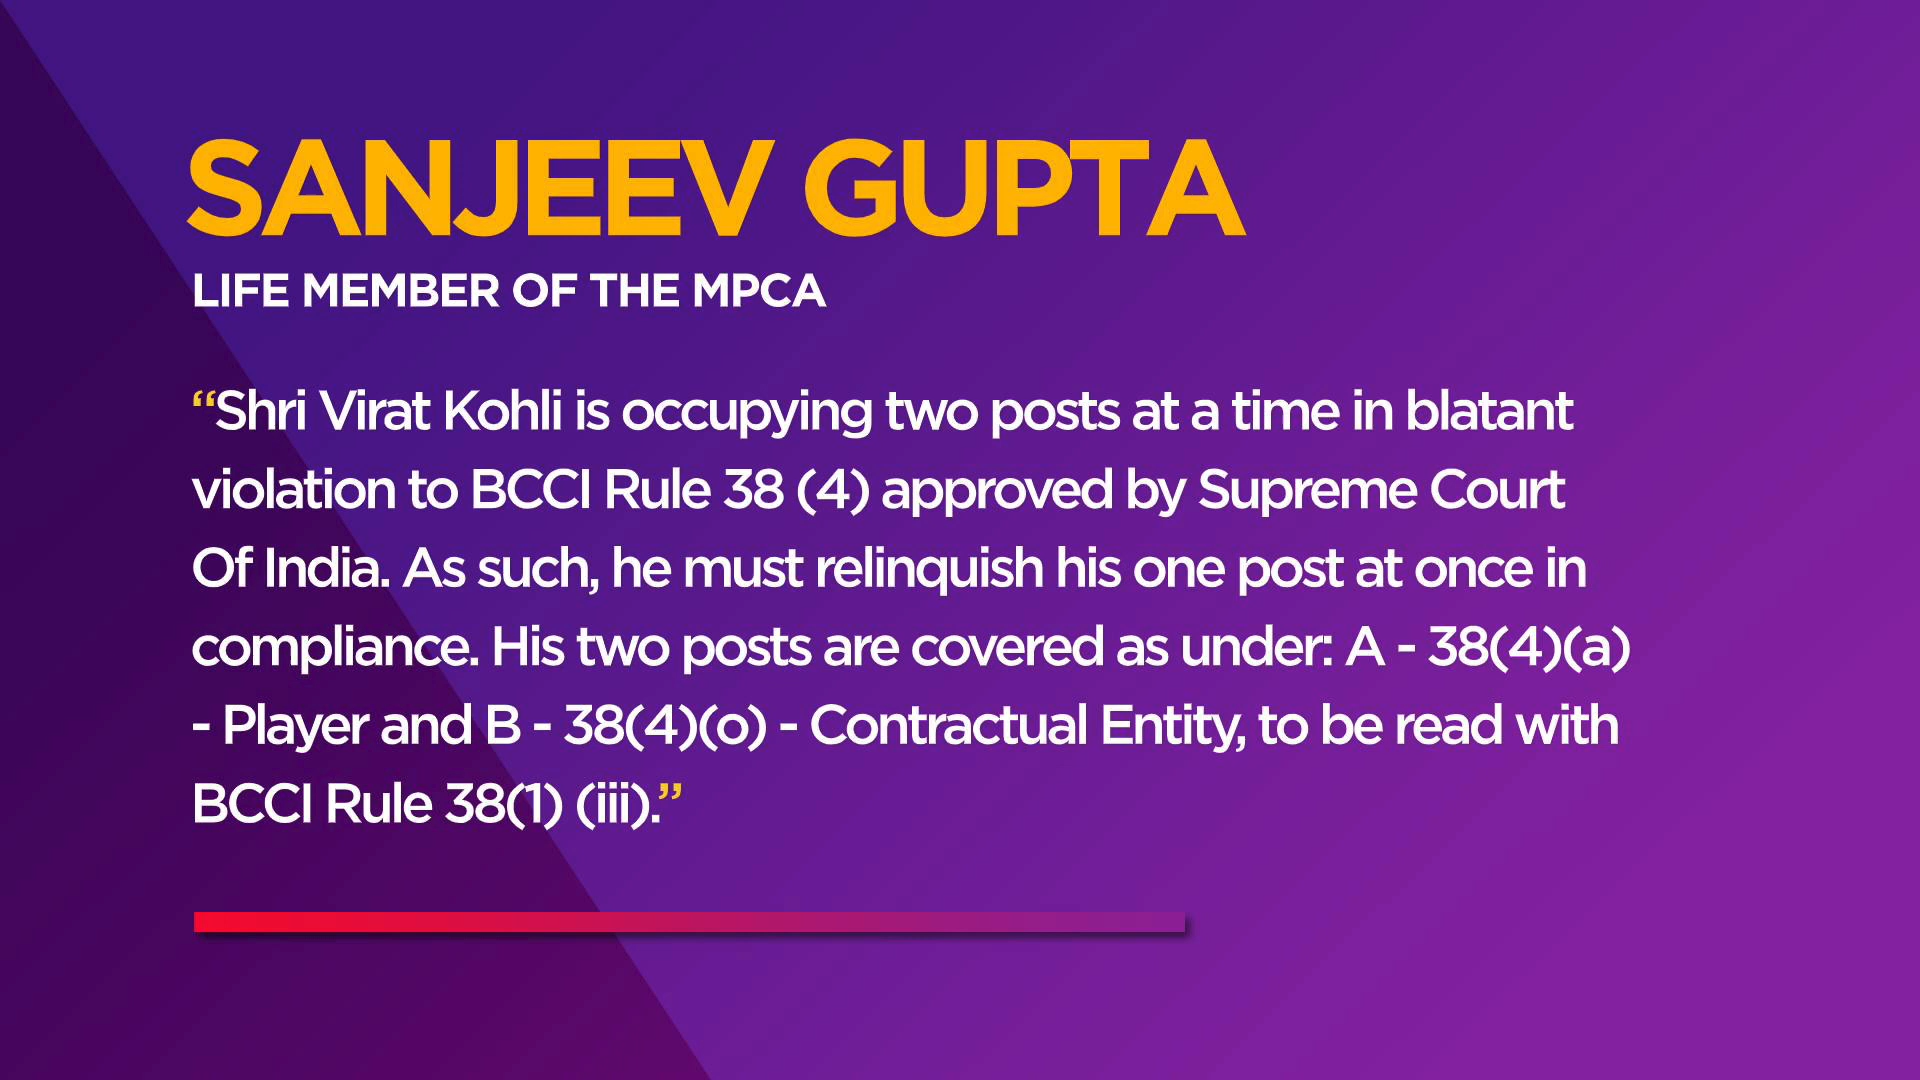 SANJEEV GUPTA
LIFE MEMBER OF THE MPCA
“Shri Virat Kohli is occupying two posts at a time in blatant
violation to BCCI Rule 38 (4) approved by Supreme Court
Of India. As such, he must relinquish his one post at once in
compliance. His two posts are covered as under: A - 38(4)(a)
- Player and B - 38(4)(o) - Contractual Entity, to be read with
BCCI Rule 38(1) (iii).”